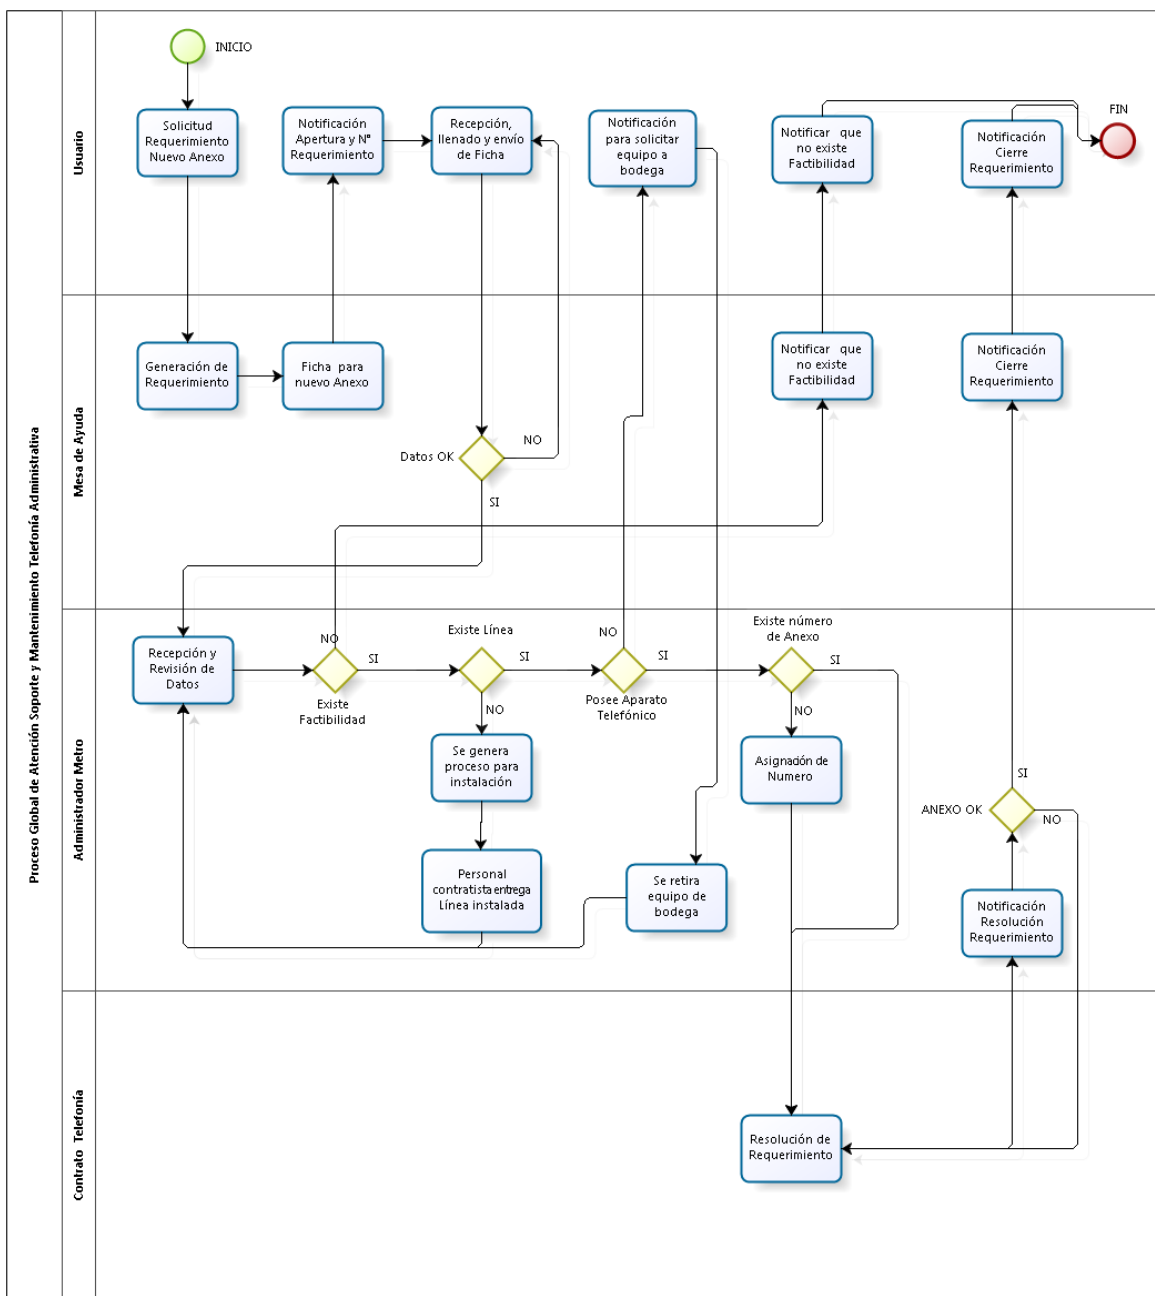 Proceso Global de Atención Soporte y Mantenimiento Telefonía Administrativa
Usuario
INICIO
Solicitud
Requerimiento
Nuevo Anexo
Notificación
Apertura y N°
Requerimiento
Recepción,
llenado y envío
de Ficha
Notificación
para solicitar
equipo a
bodega
Notificar que
no existe
Factibilidad
Notificación
Cierre
Requerimiento
FIN
Mesa de Ayuda
Generación de
Requerimiento
Ficha para
nuevo Anexo
Datos OK
NO
SI
Notificar que
no existe
Factibilidad
Notificación
Cierre
Requerimiento
Administrador Metro
Recepción y
Revisión de
Datos
NO
SI
Existe
Factibilidad
Existe Línea
SI
NO
Se genera
proceso para
instalación
Personal
contratista entrega
Línea instalada
NO
SI
Posee Aparato
Telefónico
Se retira
equipo de
bodega
Existe número
de Anexo
SI
NO
Asignación de
Numero
SI
ANEXO OK
NO
Notificación
Resolución
Requerimiento
Contrato Telefonía
Resolución de
Requerimiento